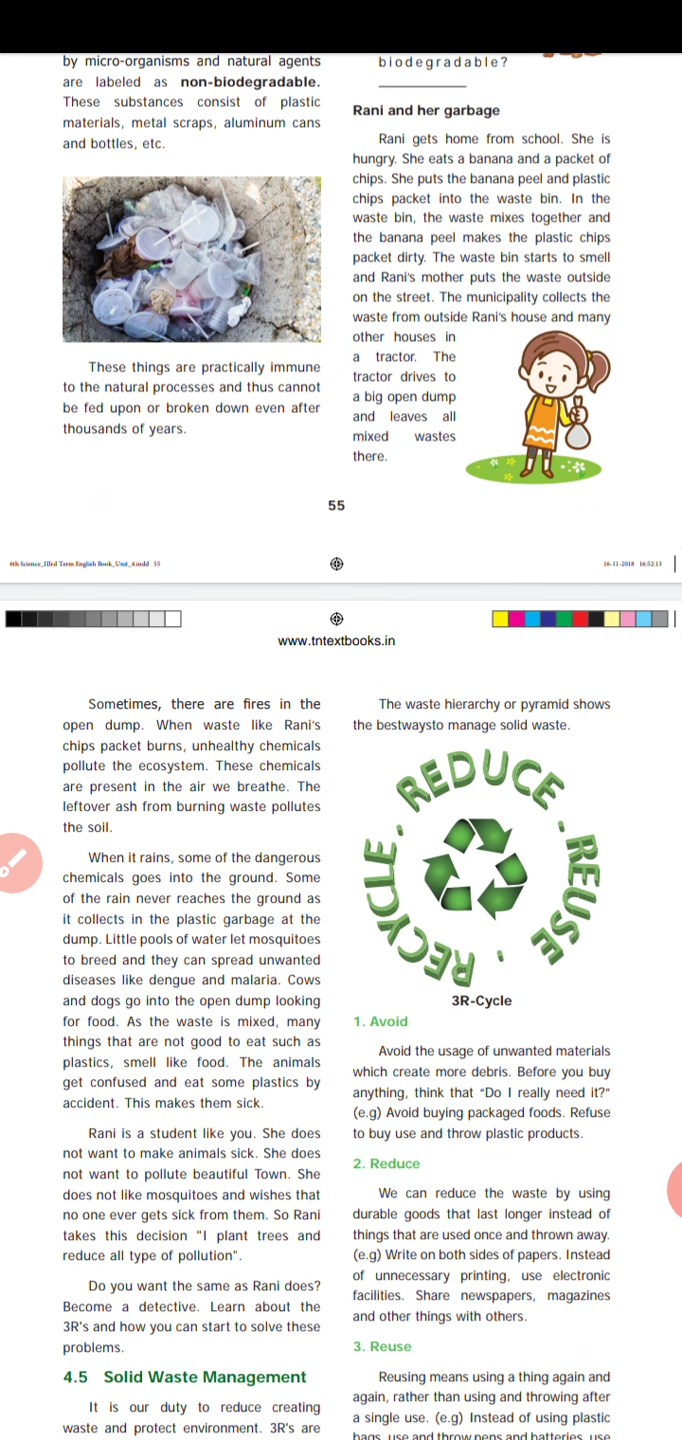 by micro-organisms and natural agents
are labeled as non-biodegradable.
These substances consist of plastic
materials, metal scraps, aluminum cans
and bottles, etc.
These things are practically immune
to the natural processes and thus cannot
be fed upon or broken down even after
thousands of years.
biodegradable?
Rani and her garbage
Rani gets home from school. She is
hungry. She eats a banana and a packet of
chips. She puts the banana peel and plastic
chips packet into the waste bin. In the
waste bin, the waste mixes together and
the banana peel makes the plastic chips
packet dirty. The waste bin starts to smell
and Rani's mother puts the waste outside
on the street. The municipality collects the
waste from outside Rani's house and many
other houses in
a tractor. The
tractor drives to
a big open dump
and leaves all
mixed wastes
there.
55
6th Science_IIIrd Term English Book_Unit_4.indd 55
16-11-2018 16:52:13
www.tntextbooks.in
Sometimes, there are fires in the
open dump. When waste like Rani's
chips packet burns, unhealthy chemicals
pollute the ecosystem. These chemicals
are present in the air we breathe. The
leftover ash from burning waste pollutes
the soil.
When it rains, some of the dangerous
chemicals goes into the ground. Some
of the rain never reaches the ground as
it collects in the plastic garbage at the
dump. Little pools of water let mosquitoes
to breed and they can spread unwanted
diseases like dengue and malaria. Cows
and dogs go into the open dump looking
for food. As the waste is mixed, many
things that are not good to eat such as
plastics, smell like food. The animals
get confused and eat some plastics by
accident. This makes them sick.
Rani is a student like you. She does
not want to make animals sick. She does
not want to pollute beautiful Town. She
does not like mosquitoes and wishes that
no one ever gets sick from them. So Rani
takes this decision "I plant trees and
reduce all type of pollution".
Do you want the same as Rani does?
Become a detective. Learn about the
3R's and how you can start to solve these
problems.
4.5 Solid Waste Management
It is our duty to reduce creating
waste and protect environment. 3R's are
The waste hierarchy or pyramid shows
the bestwaysto manage solid waste.
REDUCE . REUSE . RECYCLE .
3R-Cycle
1. Avoid
Avoid the usage of unwanted materials
which create more debris. Before you buy
anything, think that "Do I really need it?"
(e.g) Avoid buying packaged foods. Refuse
to buy use and throw plastic products.
2. Reduce
We can reduce the waste by using
durable goods that last longer instead of
things that are used once and thrown away.
(e.g) Write on both sides of papers. Instead
of unnecessary printing, use electronic
facilities. Share newspapers, magazines
and other things with others.
3. Reuse
Reusing means using a thing again and
again, rather than using and throwing after
a single use. (e.g) Instead of using plastic
bags, use and throw pens and batteries, use